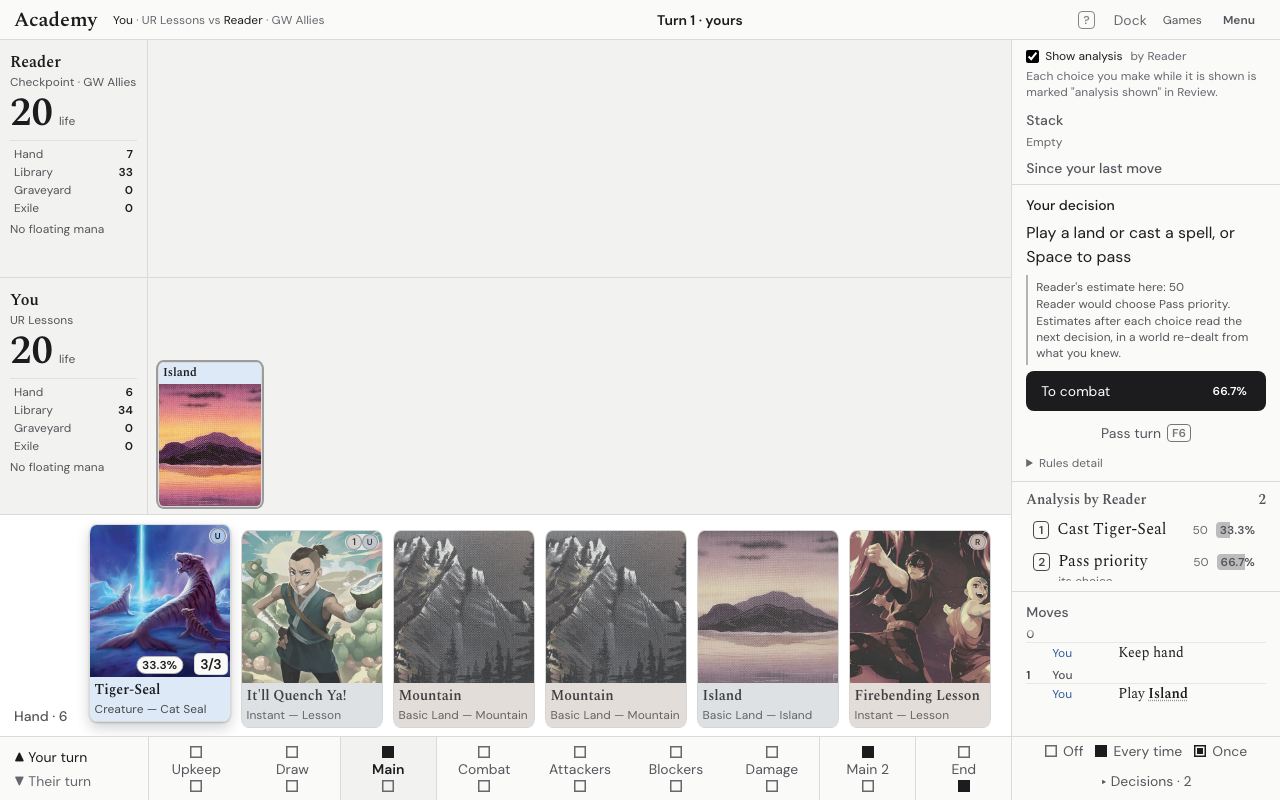 Academy
You · UR Lessons vs Reader · GW Allies
Turn 1 · yours
?
Dock
Games
Menu
Reader
Checkpoint · GW Allies
20 life
Hand 7
Library 33
Graveyard 0
Exile 0
No floating mana
You
UR Lessons
20 life
Hand 6
Library 34
Graveyard 0
Exile 0
No floating mana
Island
Hand · 6
U
33.3%
3/3
Tiger-Seal
Creature — Cat Seal
1 U
It'll Quench Ya!
Instant — Lesson
Mountain
Basic Land — Mountain
Mountain
Basic Land — Mountain
Island
Basic Land — Island
R
Firebending Lesson
Instant — Lesson
Show analysis by Reader
Each choice you make while it is shown is
marked "analysis shown" in Review.
Stack
Empty
Since your last move
Your decision
Play a land or cast a spell, or
Space to pass
Reader's estimate here: 50
Reader would choose Pass priority.
Estimates after each choice read the
next decision, in a world re-dealt from
what you knew.
To combat 66.7%
Pass turn F6
▶ Rules detail
Analysis by Reader 2
1 Cast Tiger-Seal 50 33.3%
2 Pass priority 50 66.7%
its choice
Moves
0
You Keep hand
1 You
You Play Island
▲ Your turn
▼ Their turn
Upkeep
Draw
Main
Combat
Attackers
Blockers
Damage
Main 2
End
Off Every time Once
‣ Decisions · 2